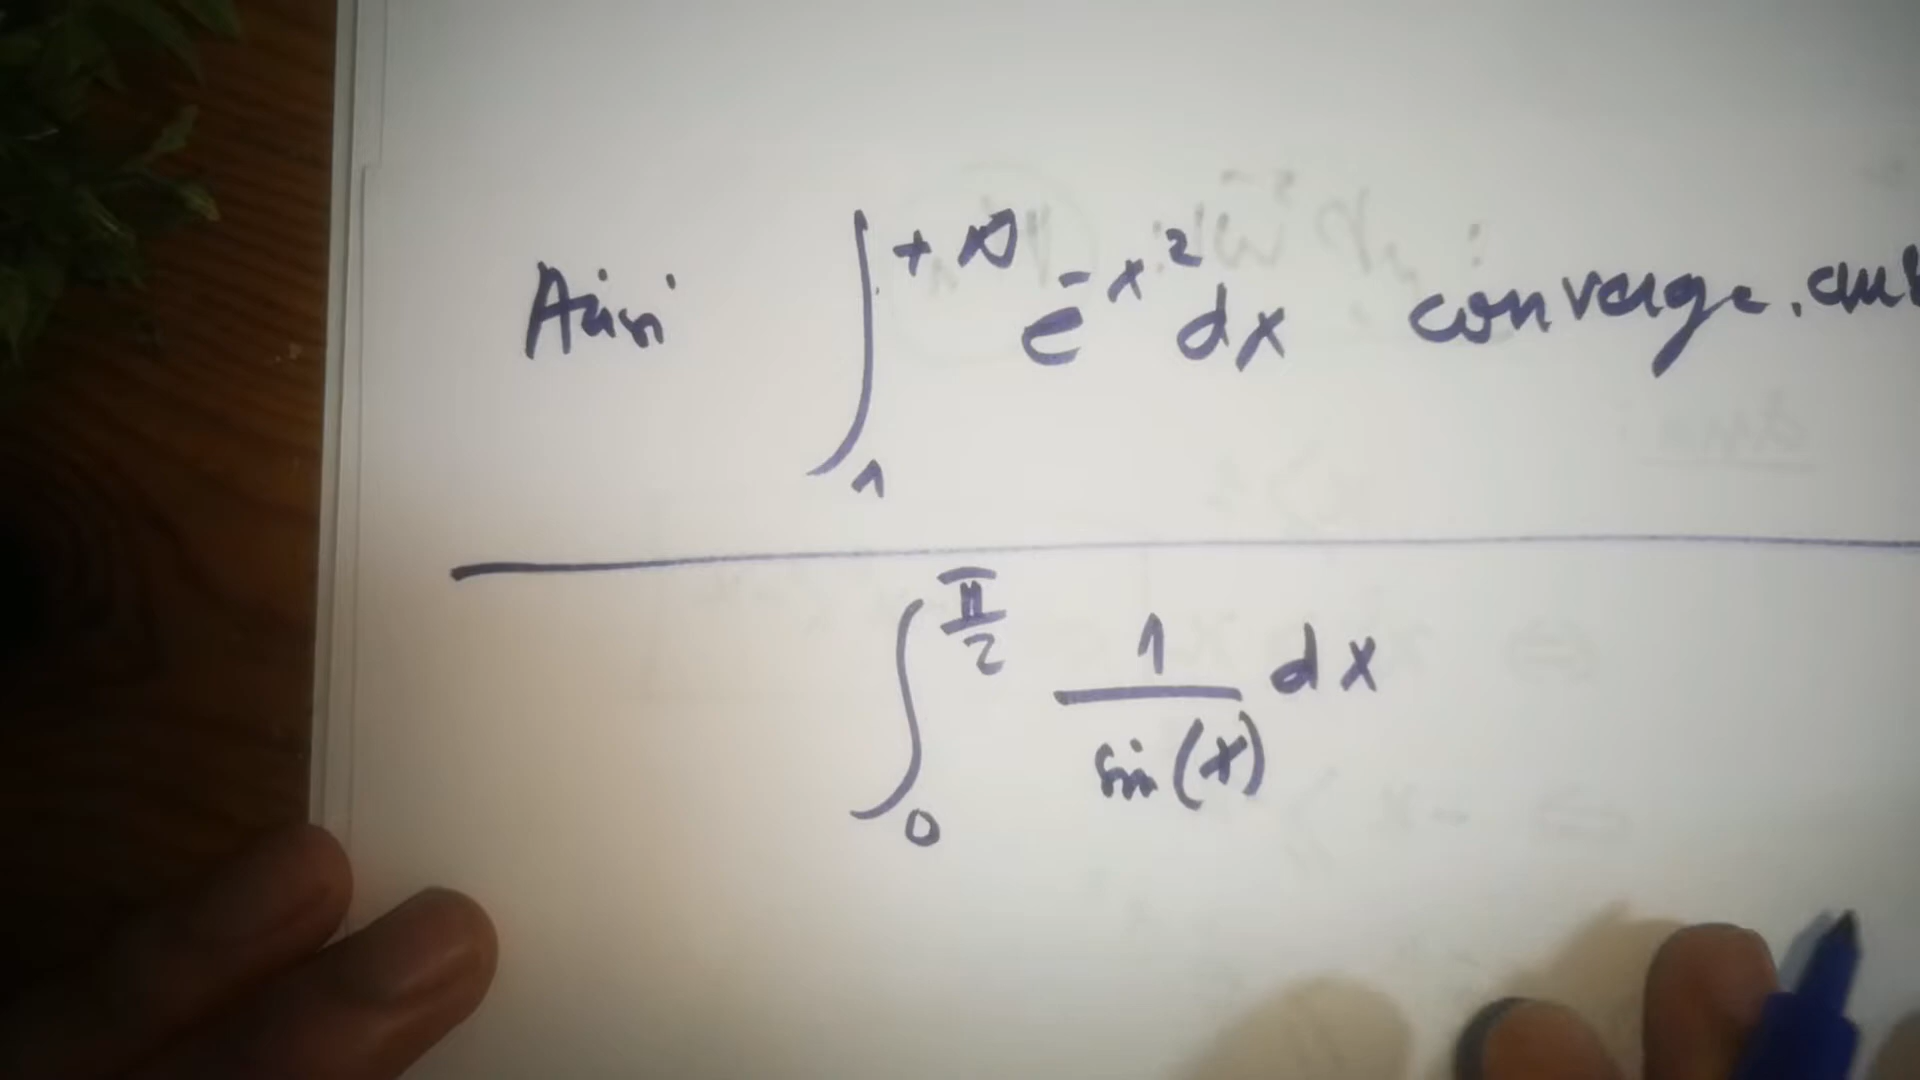 Ainsi ∫₁^{+∞} e^{-x²} dx converge.
∫₀^{π/2} 1/sin(x) dx